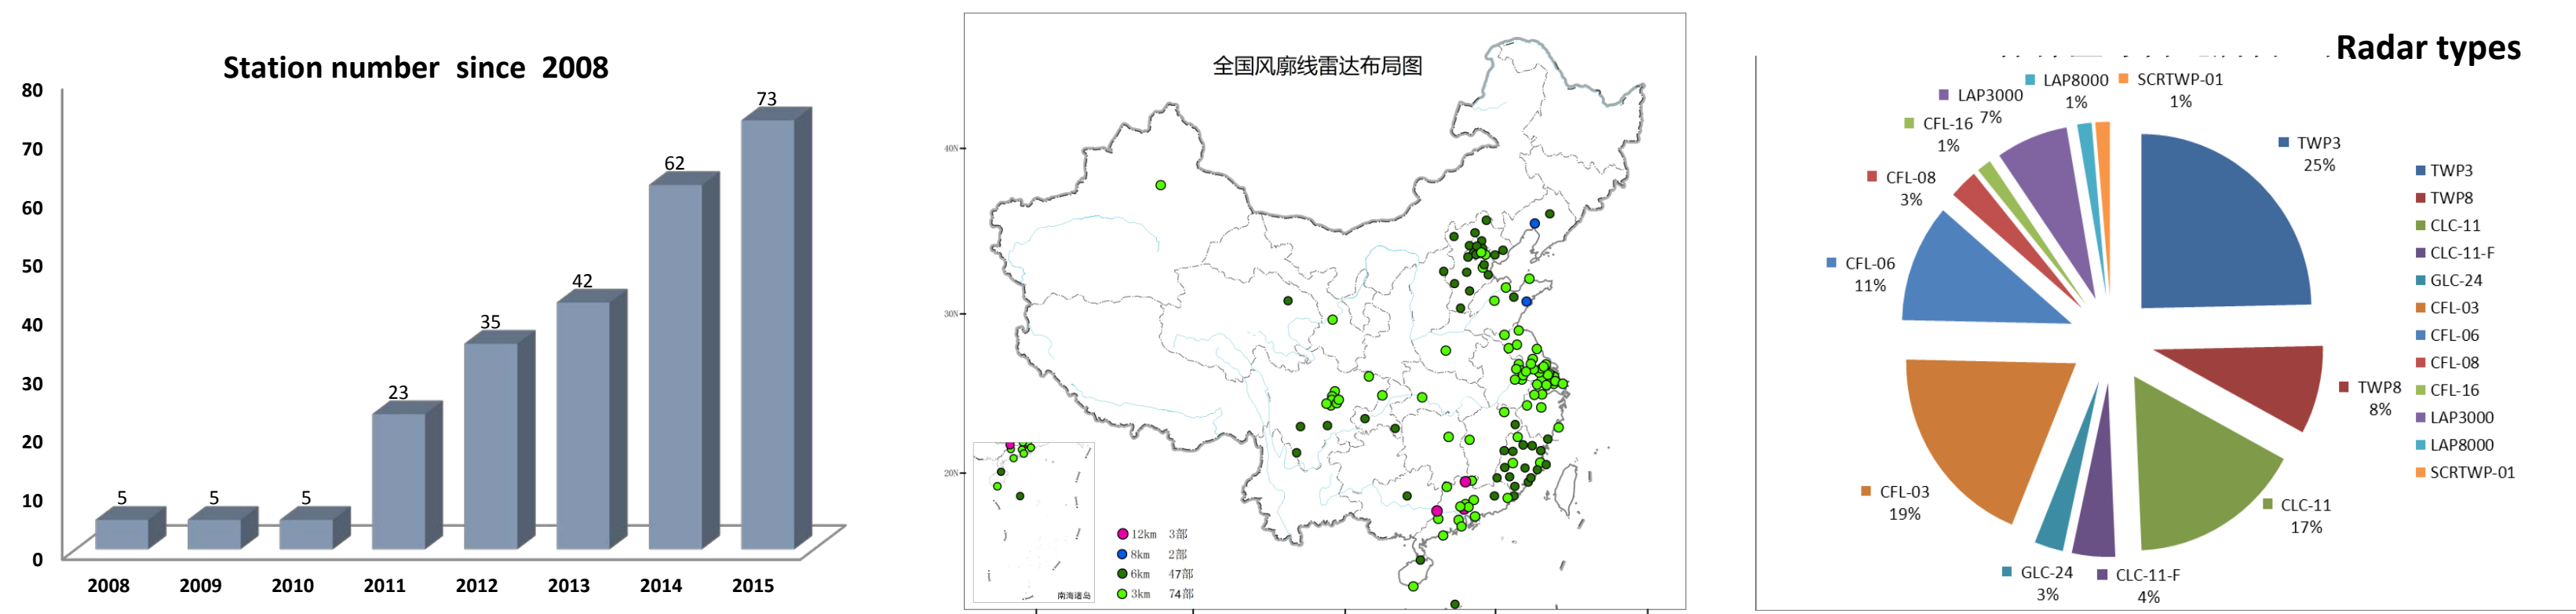 Station number since 2008
80
70
60
50
40
30
20
10
0
5
5
5
23
35
42
62
73
2008
2009
2010
2011
2012
2013
2014
2015
全国风廓线雷达布局图
40N
30N
20N
南海诸岛
12km 3部
8km 2部
6km 47部
3km 74部
Radar types
LAP8000
1%
SCRTWP-01
1%
LAP3000
7%
CFL-16
1%
CFL-08
3%
CFL-06
11%
CFL-03
19%
GLC-24
3%
CLC-11-F
4%
CLC-11
17%
TWP8
8%
TWP3
25%
TWP3
TWP8
CLC-11
CLC-11-F
GLC-24
CFL-03
CFL-06
CFL-08
CFL-16
LAP3000
LAP8000
SCRTWP-01